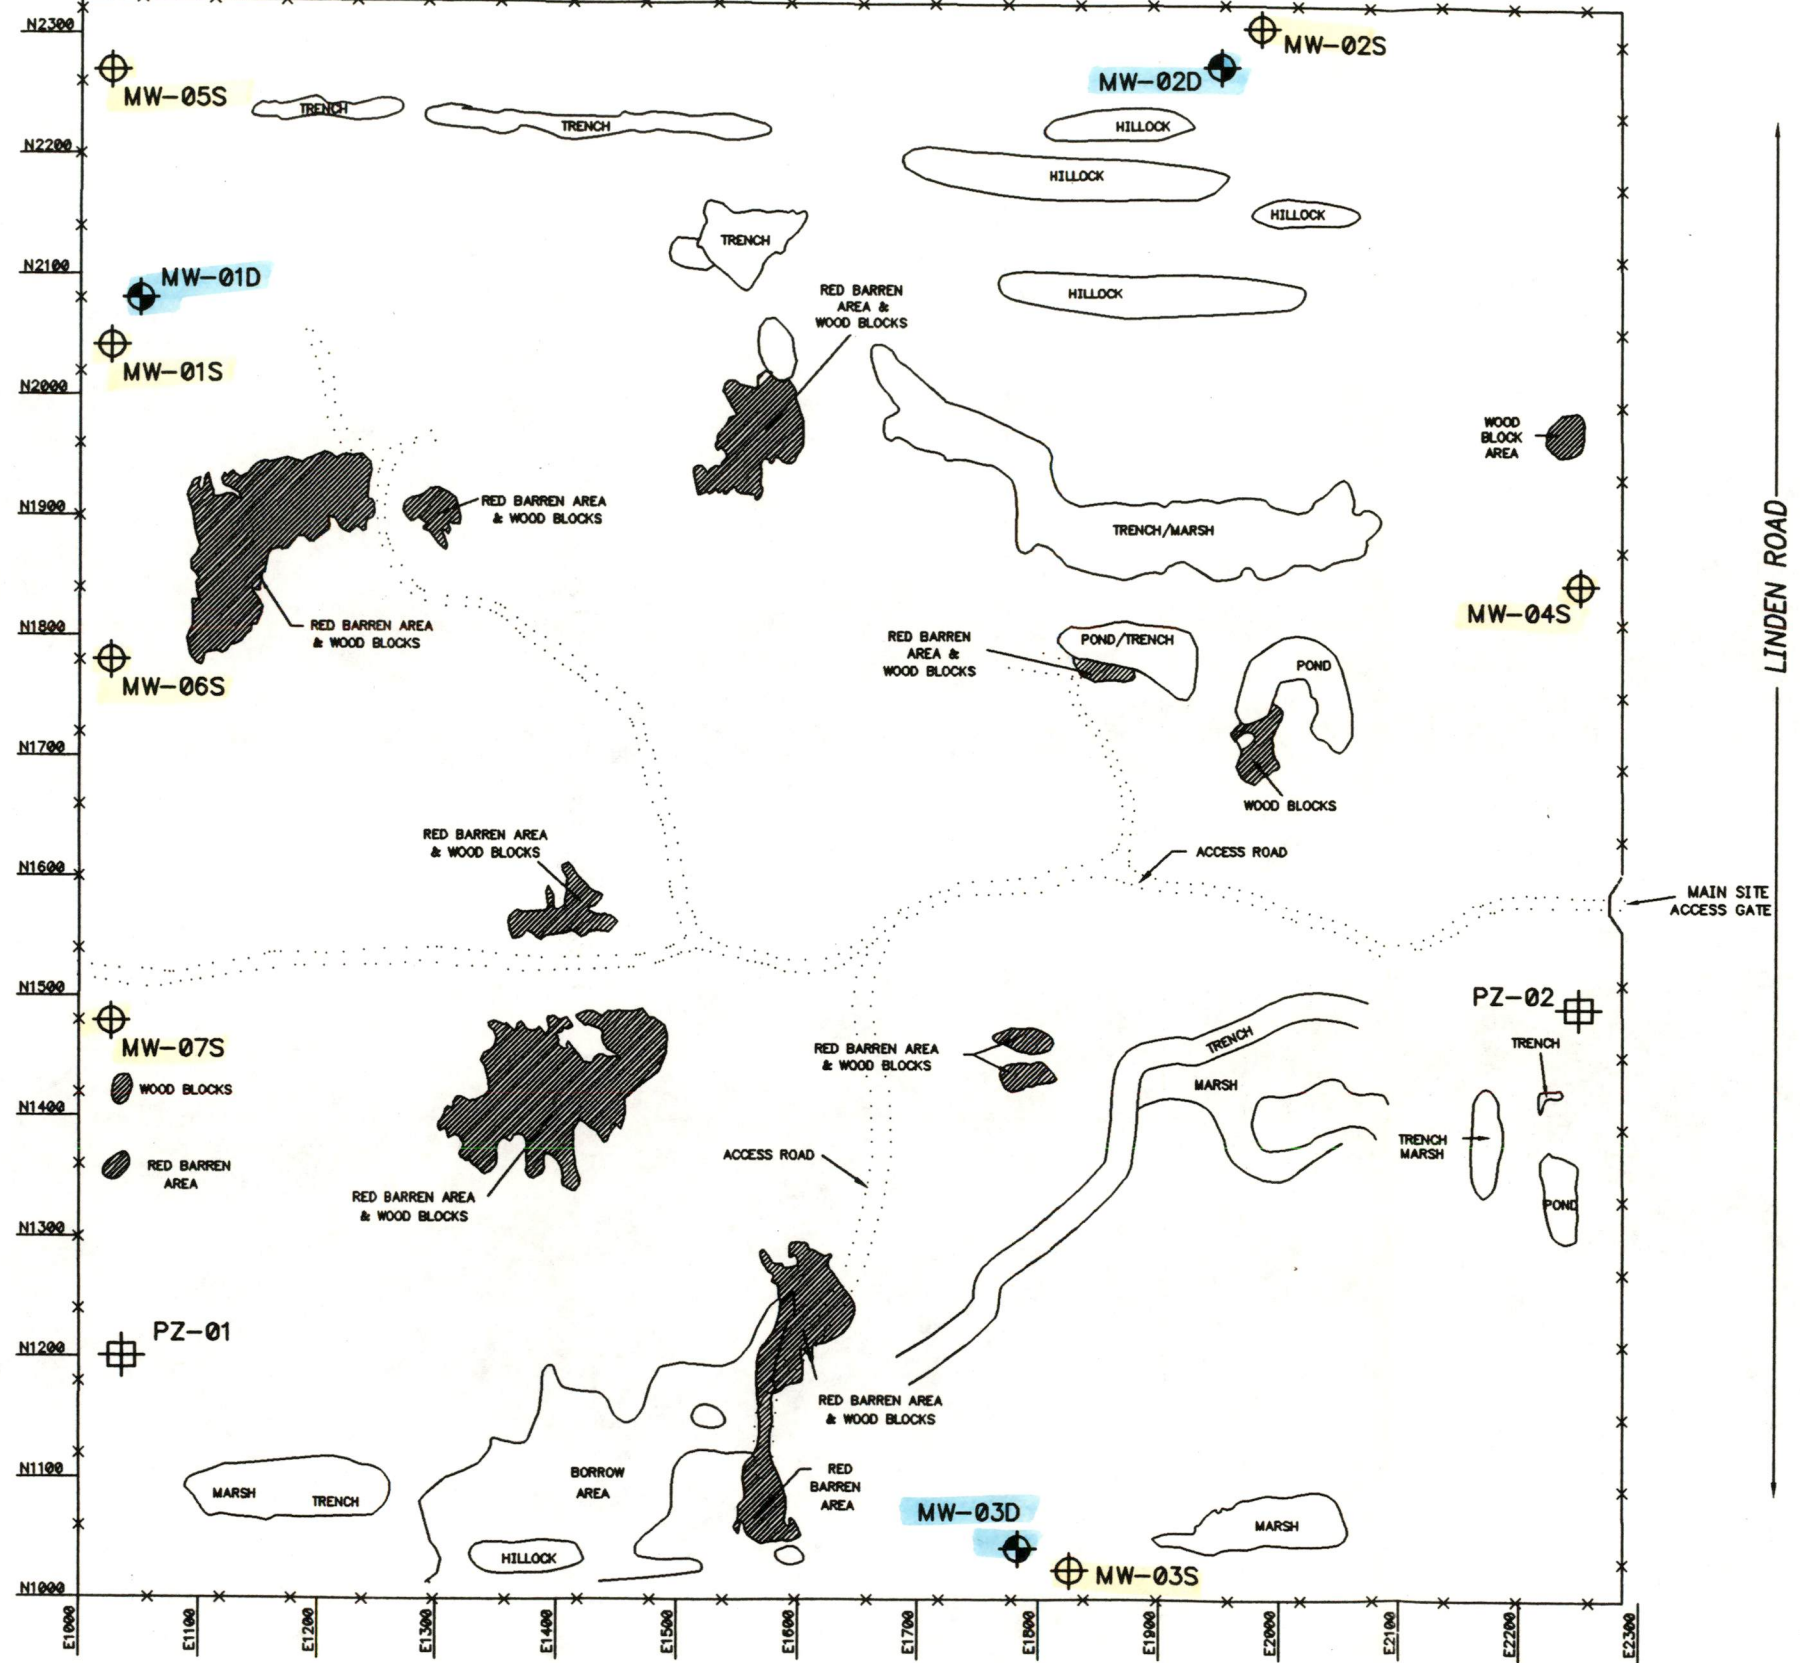 N2300
MW-02S
MW-05S
MW-02D
TRENCH
TRENCH
HILLOCK
N2200
HILLOCK
HILLOCK
TRENCH
N2100
MW-01D
HILLOCK
RED BARREN
AREA &
WOOD BLOCKS
MW-01S
N2000
WOOD
BLOCK
AREA
RED BARREN AREA
& WOOD BLOCKS
N1900
TRENCH/MARSH
LINDEN ROAD
MW-04S
RED BARREN AREA
& WOOD BLOCKS
N1800
RED BARREN
AREA &
WOOD BLOCKS
POND/TRENCH
POND
MW-06S
N1700
WOOD BLOCKS
RED BARREN AREA
& WOOD BLOCKS
ACCESS ROAD
N1600
MAIN SITE
ACCESS GATE
N1500
PZ-02
MW-07S
TRENCH
TRENCH
RED BARREN AREA
& WOOD BLOCKS
WOOD BLOCKS
MARSH
N1400
TRENCH
MARSH
ACCESS ROAD
RED BARREN
AREA
RED BARREN AREA
& WOOD BLOCKS
POND
N1300
PZ-01
N1200
RED BARREN AREA
& WOOD BLOCKS
N1100
MARSH
TRENCH
BORROW
AREA
RED
BARREN
AREA
MW-03D
MARSH
HILLOCK
MW-03S
N1000
E1000
E1100
E1200
E1300
E1400
E1500
E1600
E1700
E1800
E1900
E2000
E2100
E2200
E2300